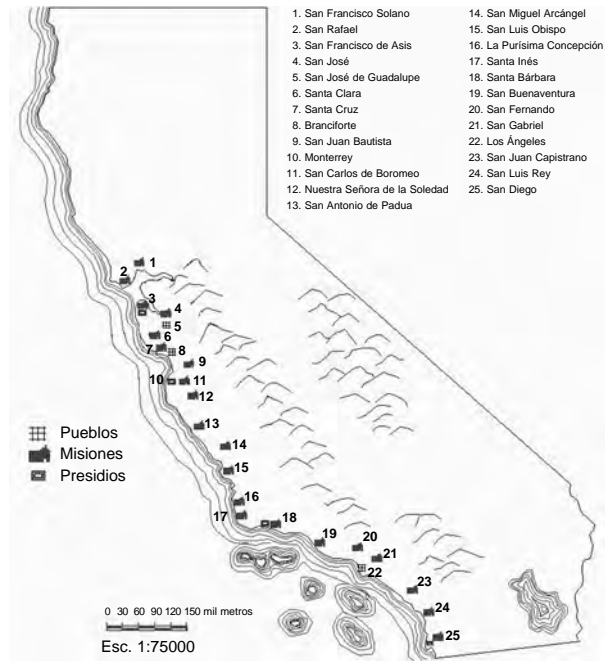 1. San Francisco Solano
2. San Rafael
3. San Francisco de Asis
4. San José
5. San José de Guadalupe
6. Santa Clara
7. Santa Cruz
8. Branciforte
9. San Juan Bautista
10. Monterrey
11. San Carlos de Boromeo
12. Nuestra Señora de la Soledad
13. San Antonio de Padua
14. San Miguel Arcángel
15. San Luis Obispo
16. La Purísima Concepción
17. Santa Inés
18. Santa Bárbara
19. San Buenaventura
20. San Fernando
21. San Gabriel
22. Los Ángeles
23. San Juan Capistrano
24. San Luis Rey
25. San Diego
1
2
3
4
5
6
7
8
9
10
11
12
13
14
15
16
17
18
19
20
21
22
23
24
25
Pueblos
Misiones
Presidios
0 30 60 90 120 150 mil metros
Esc. 1:75000